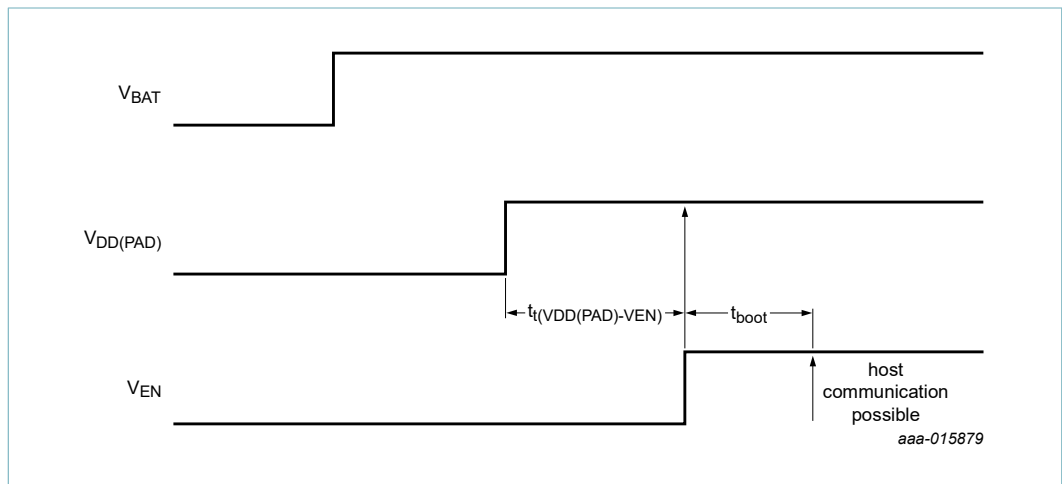 VBAT
VDD(PAD)
tt(VDD(PAD)-VEN)
tboot
VEN
host
communication
possible
aaa-015879